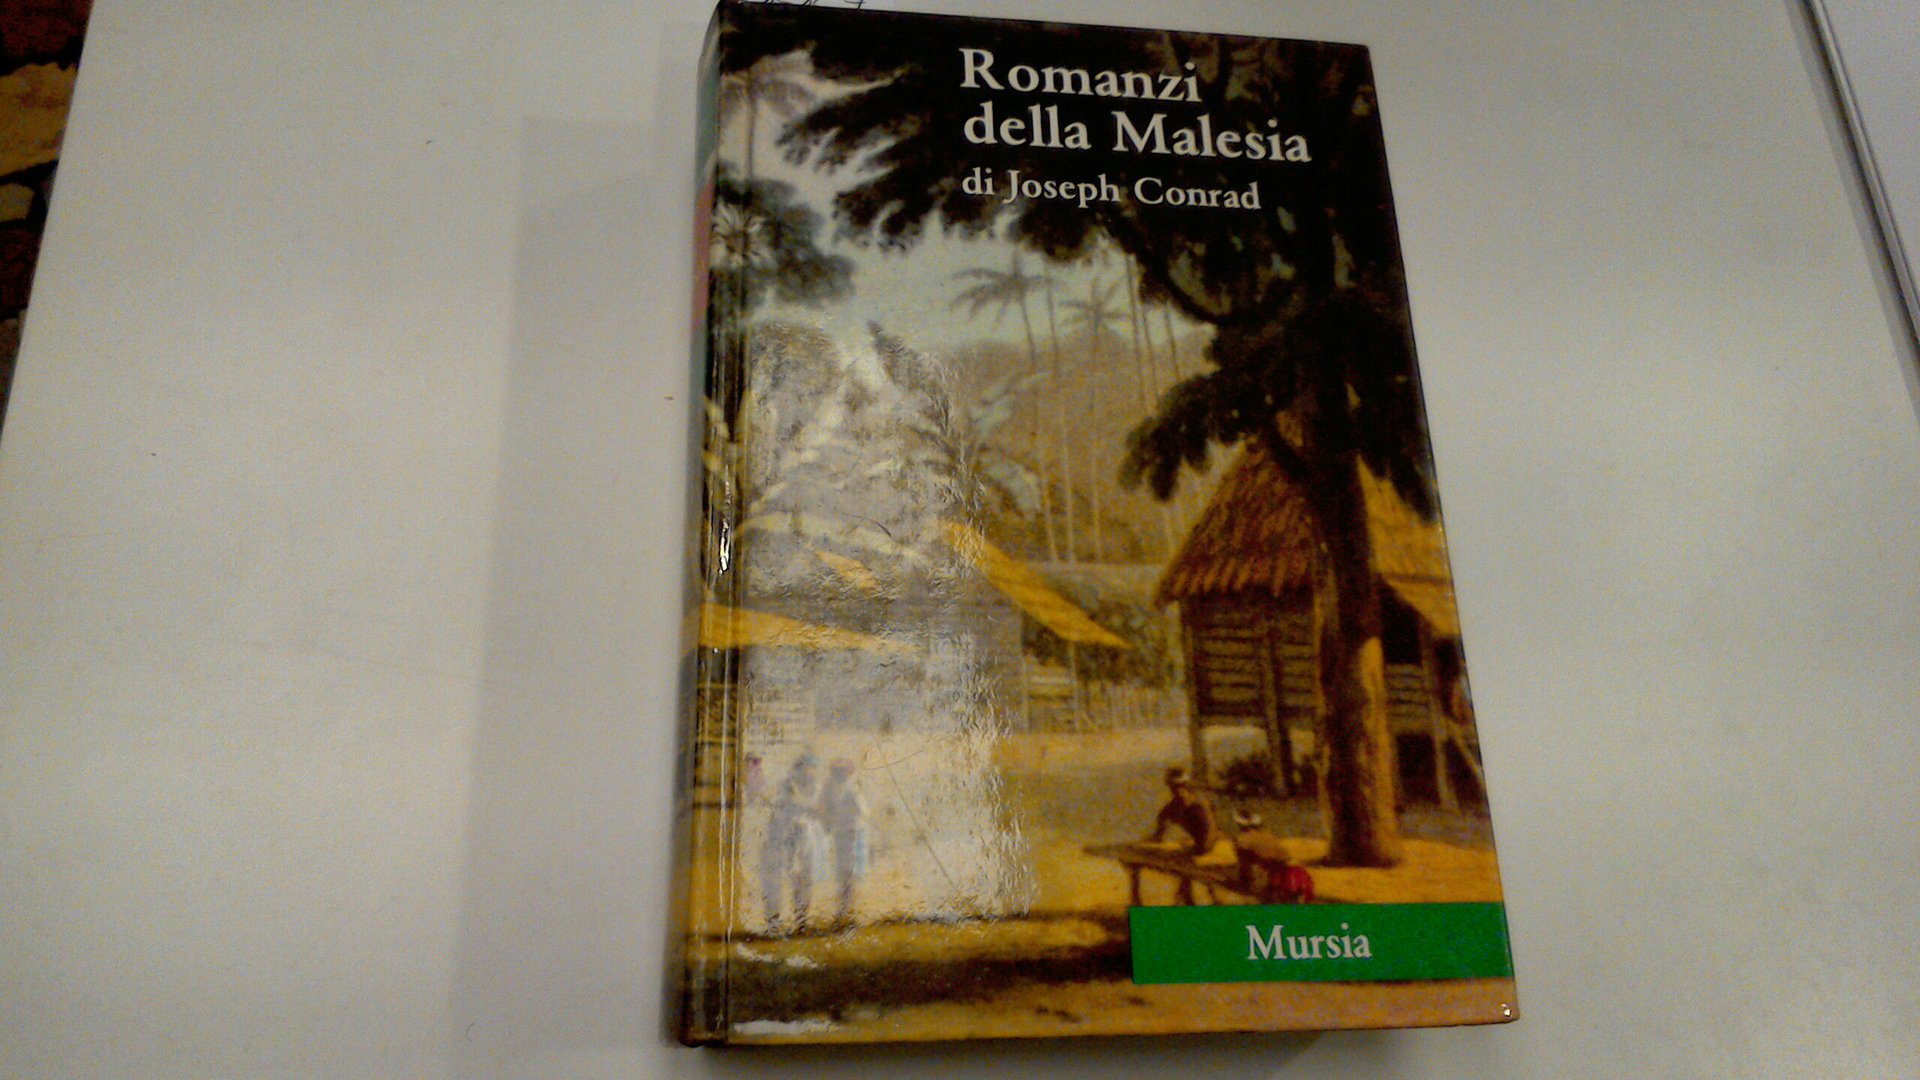 Romanzi
della Malesia
di Joseph Conrad
Mursia